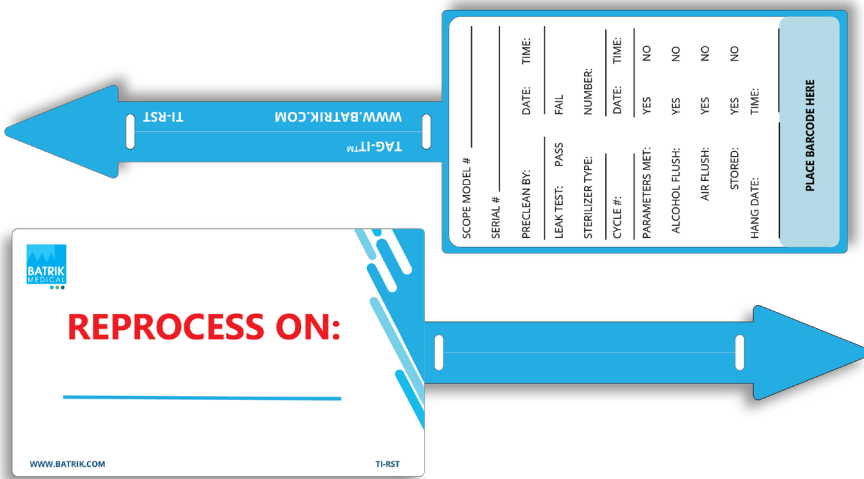 TAG-IT™
WWW.BATRIK.COM TI-RST
SCOPE MODEL #
SERIAL #
PRECLEAN BY: DATE: TIME:
LEAK TEST: PASS FAIL
STERILIZER TYPE: NUMBER:
CYCLE #: DATE: TIME:
PARAMETERS MET: YES NO
ALCOHOL FLUSH: YES NO
AIR FLUSH: YES NO
STORED: YES NO
HANG DATE: TIME:
PLACE BARCODE HERE
BATRIK
MEDICAL
REPROCESS ON:
WWW.BATRIK.COM TI-RST